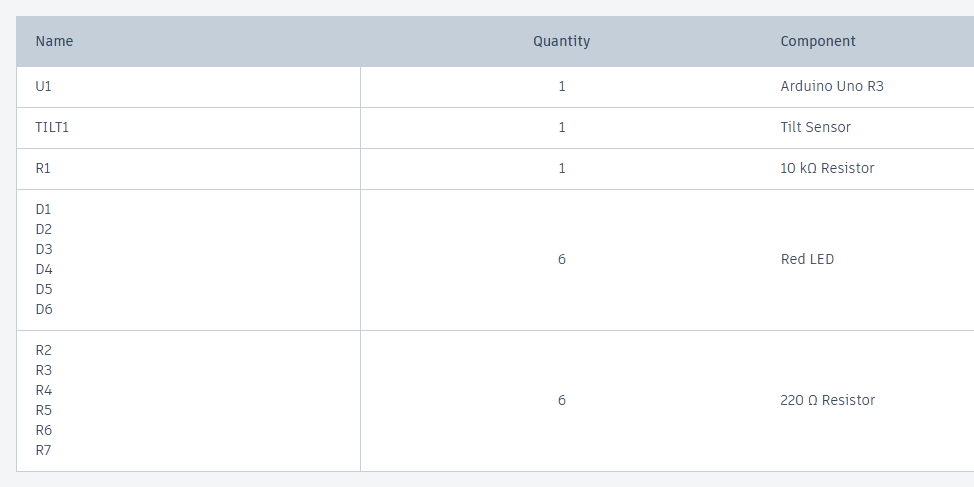 Name Quantity Component
U1 1 Arduino Uno R3
TILT1 1 Tilt Sensor
R1 1 10 kΩ Resistor
D1
D2
D3
D4
D5
D6
6 Red LED
R2
R3
R4
R5
R6
R7
6 220 Ω Resistor